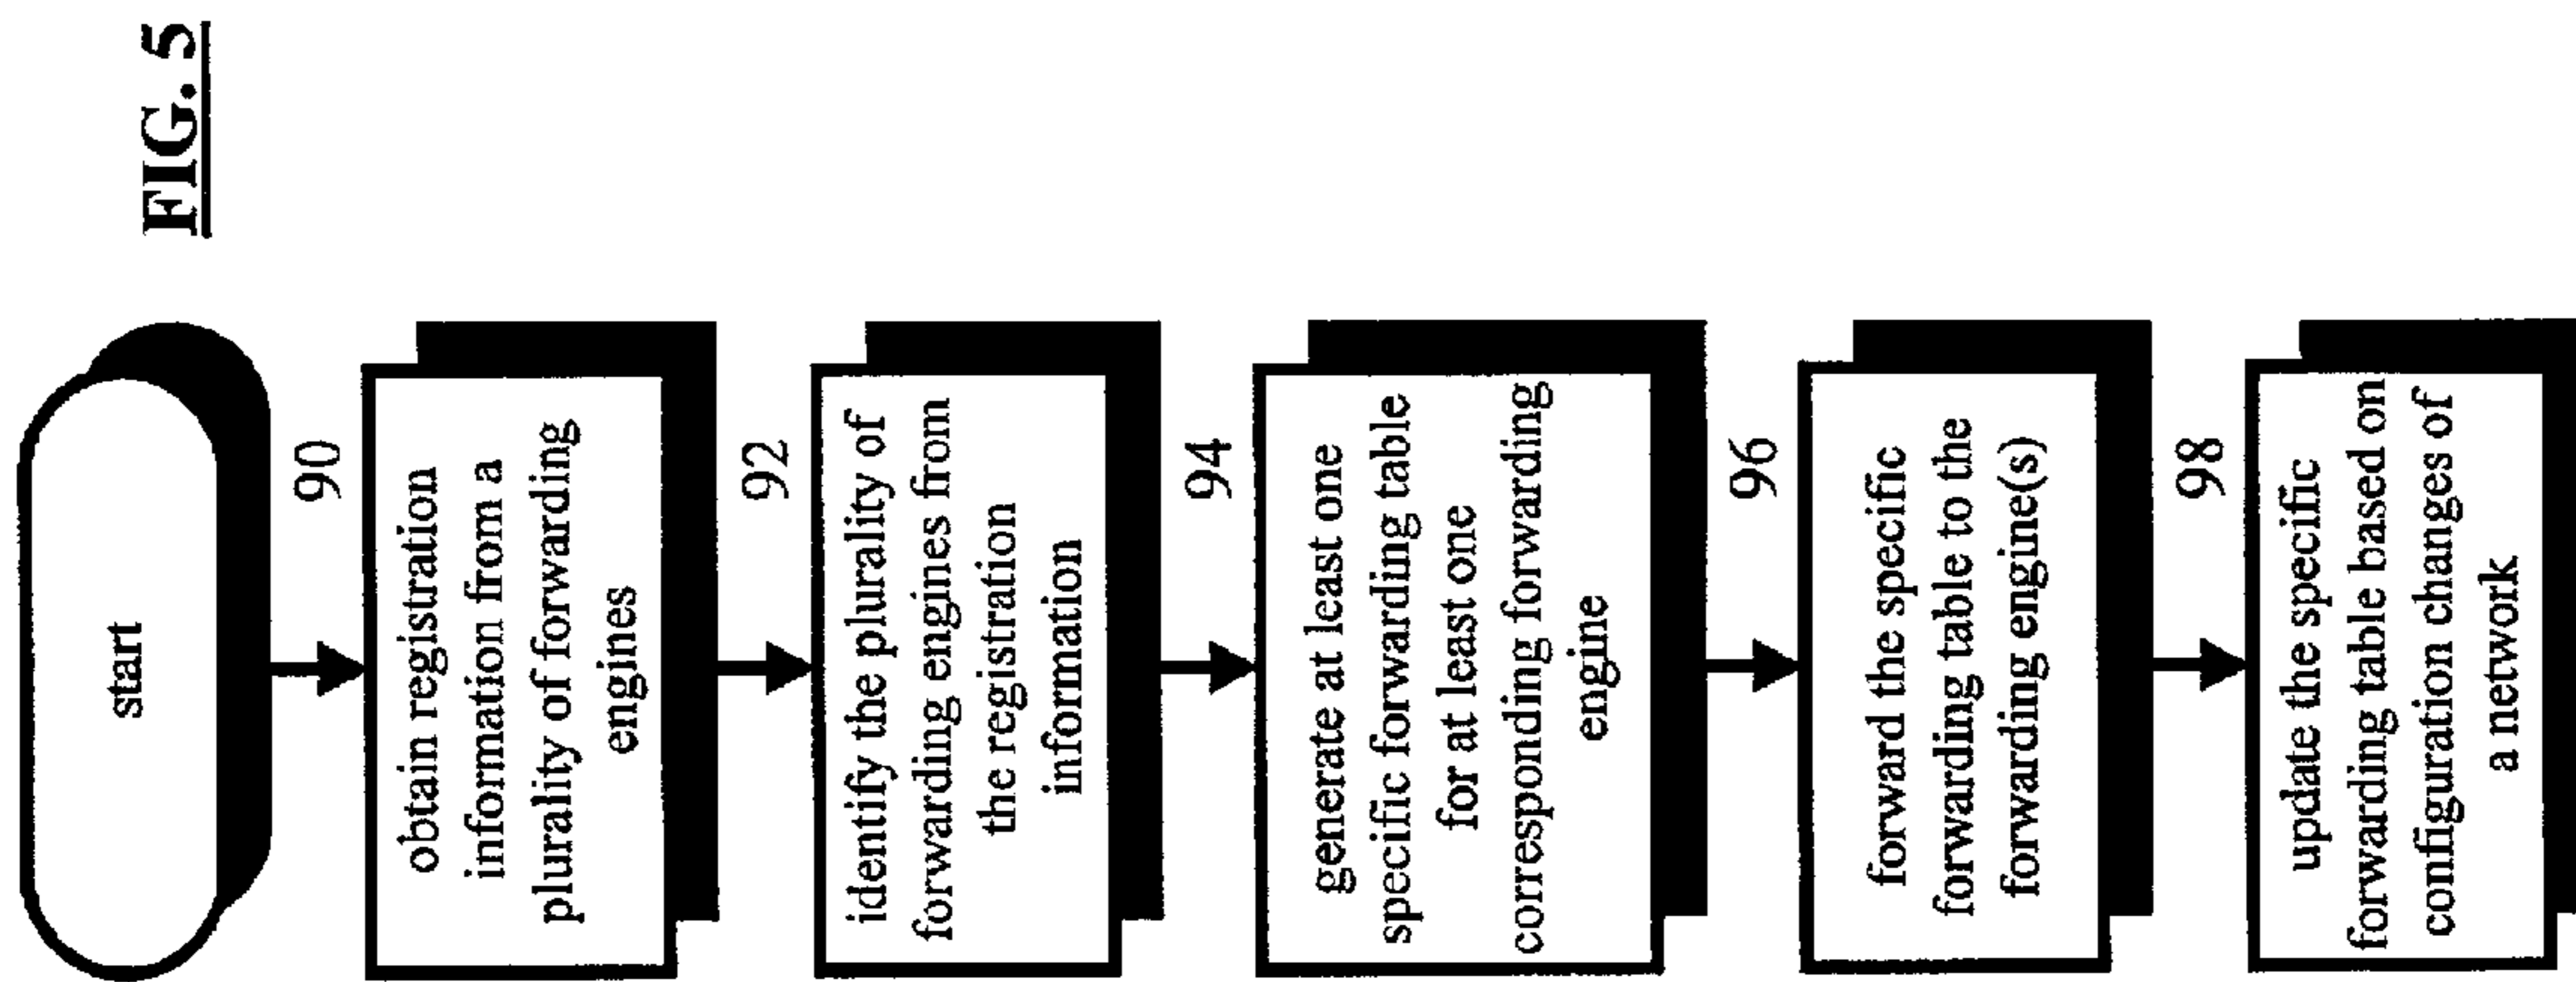 FIG. 5
start
90
obtain registration
information from a
plurality of forwarding
engines
92
identify the plurality of
forwarding engines from
the registration
information
94
generate at least one
specific forwarding table
for at least one
corresponding forwarding
engine
96
forward the specific
forwarding table to the
forwarding engine(s)
98
update the specific
forwarding table based on
configuration changes of
a network